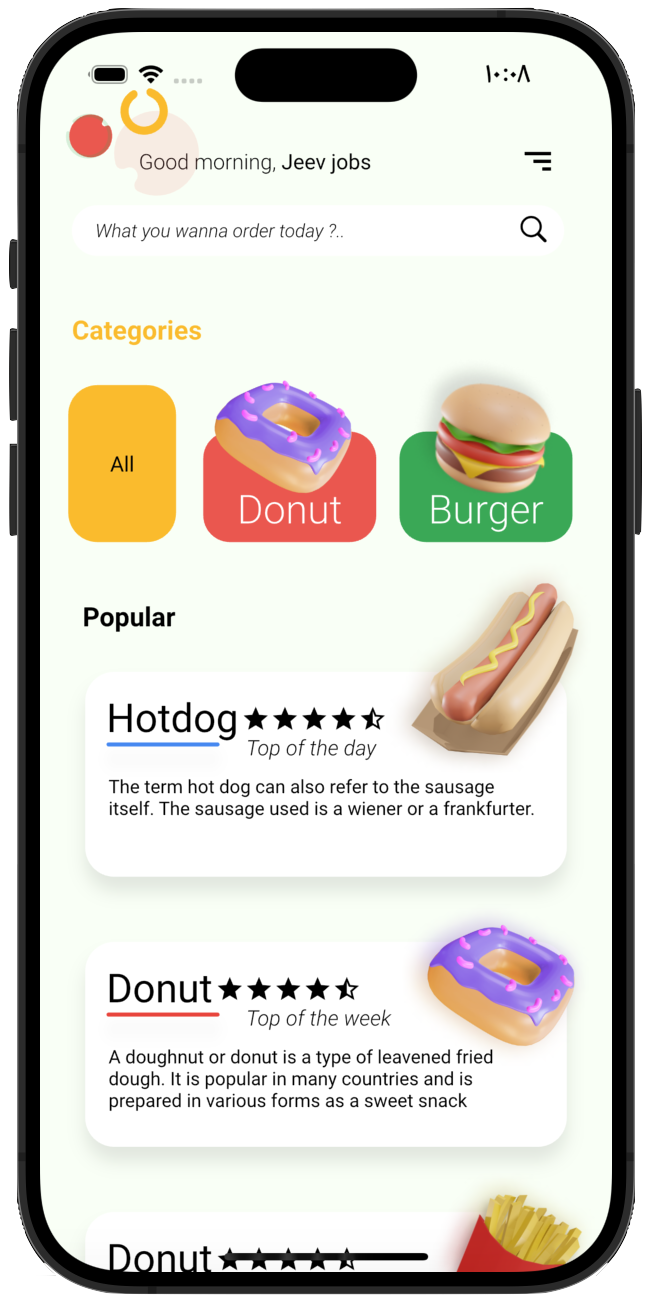 ١٠:٠٨
Good morning, Jeev jobs
What you wanna order today ?..
Categories
All
Donut
Burger
Popular
Hotdog
Top of the day
The term hot dog can also refer to the sausage
itself. The sausage used is a wiener or a frankfurter.
Donut
Top of the week
A doughnut or donut is a type of leavened fried
dough. It is popular in many countries and is
prepared in various forms as a sweet snack
Donut